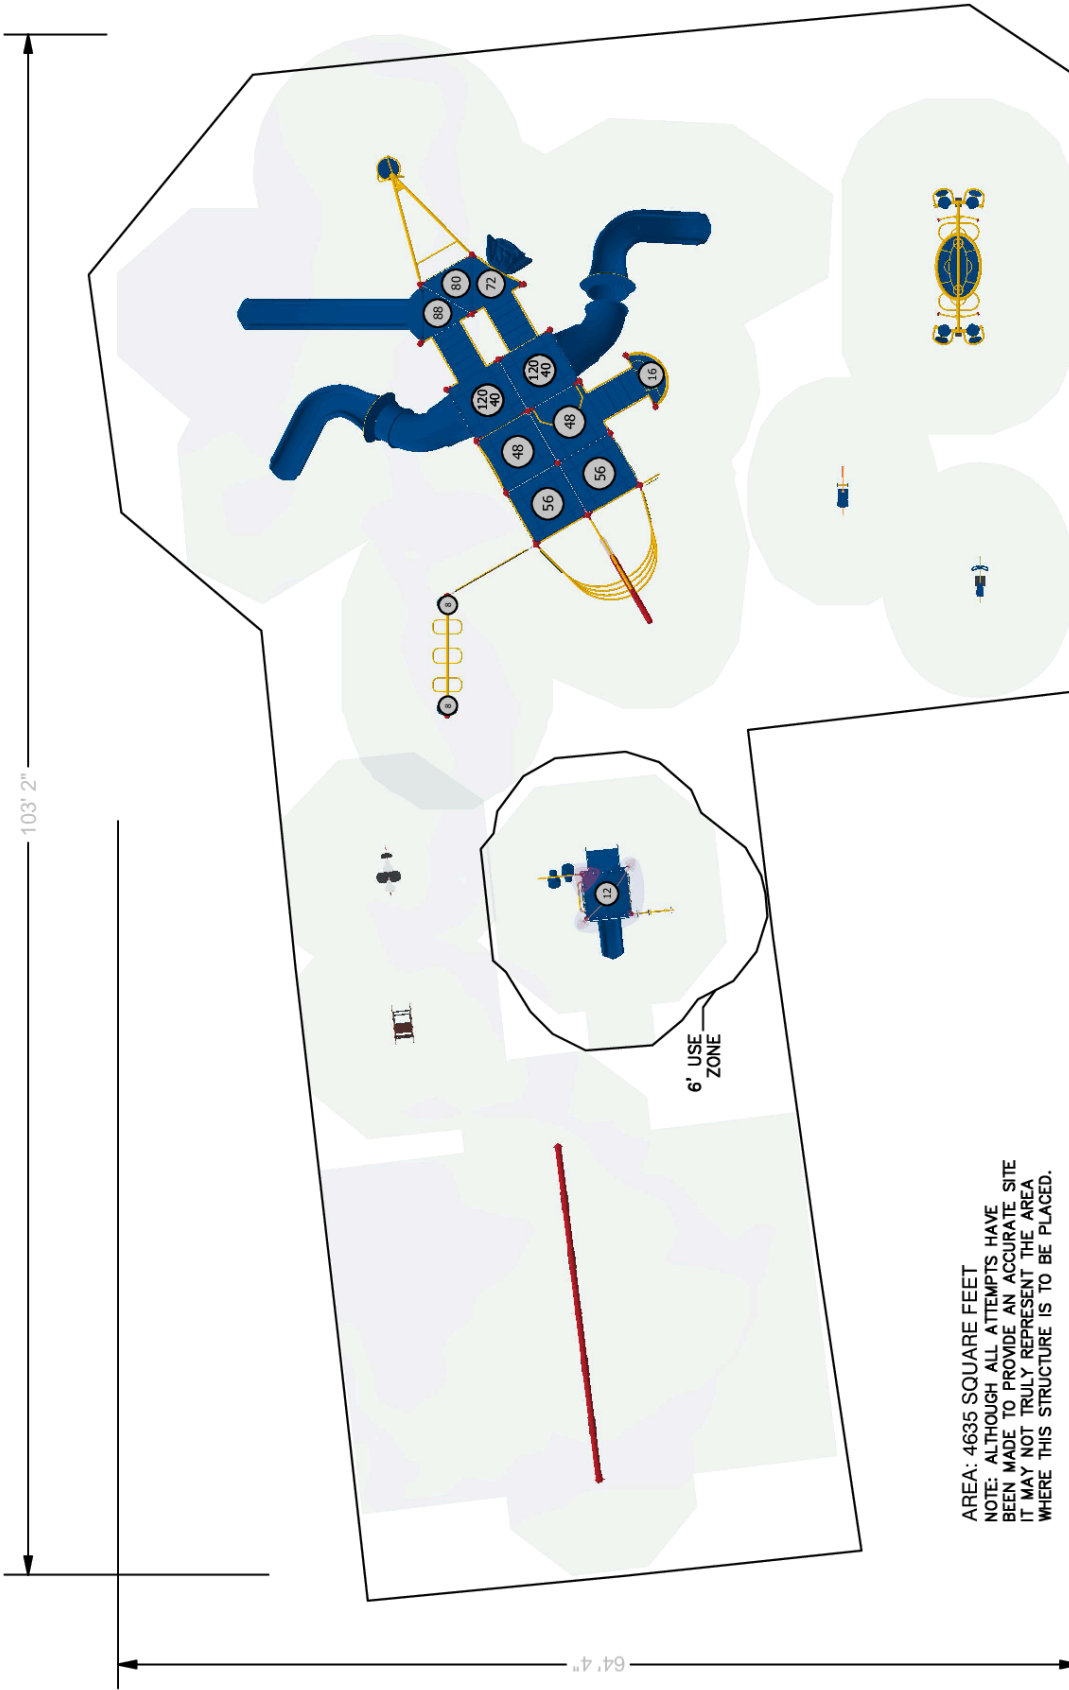 103' 2"
64' 4"
88
80
72
120
40
120
40
48
48
56
56
16
8
8
12
6' USE
ZONE
AREA: 4635 SQUARE FEET
NOTE: ALTHOUGH ALL ATTEMPTS HAVE
BEEN MADE TO PROVIDE AN ACCURATE SITE
IT MAY NOT TRULY REPRESENT THE AREA
WHERE THIS STRUCTURE IS TO BE PLACED.